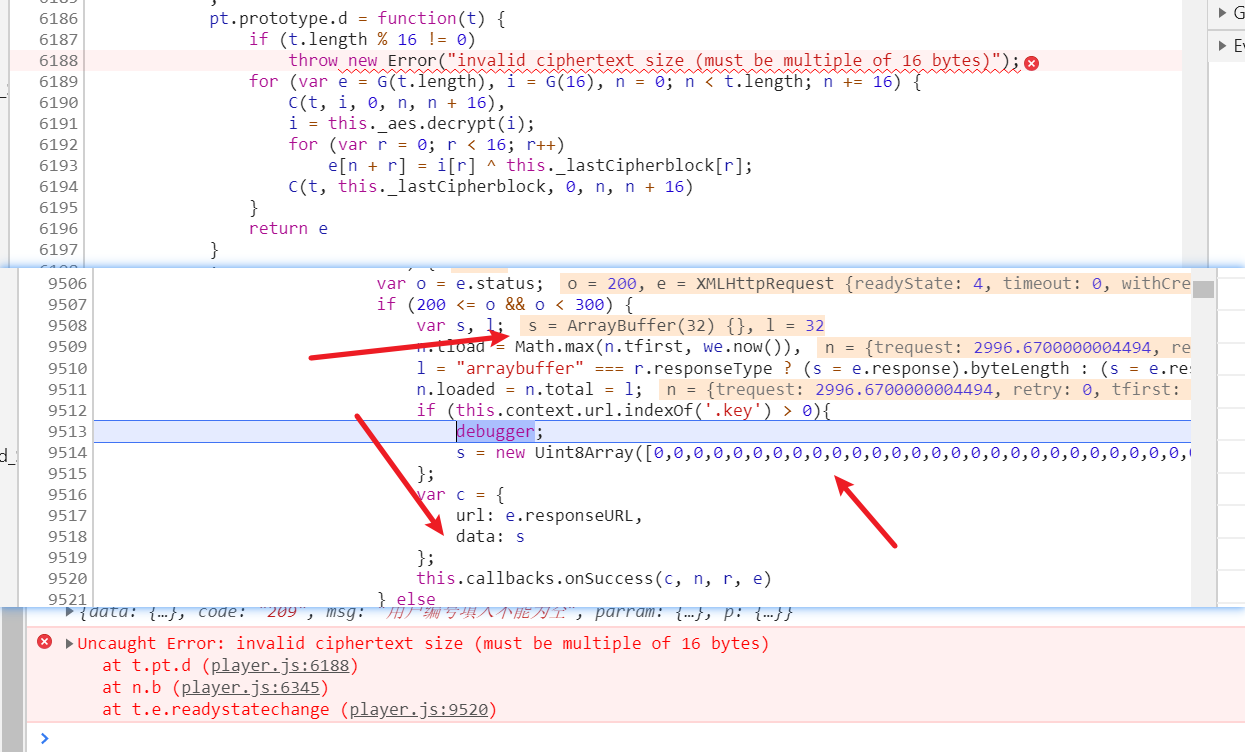 6186 pt.prototype.d = function(t) {
6187 if (t.length % 16 != 0)
6188 throw new Error("invalid ciphertext size (must be multiple of 16 bytes)");
6189 for (var e = G(t.length), i = G(16), n = 0; n < t.length; n += 16) {
6190 C(t, i, 0, n, n + 16),
6191 i = this._aes.decrypt(i);
6192 for (var r = 0; r < 16; r++)
6193 e[n + r] = i[r] ^ this._lastCipherblock[r];
6194 C(t, this._lastCipherblock, 0, n, n + 16)
6195 }
6196 return e
6197 }
9506 var o = e.status; o = 200, e = XMLHttpRequest {readyState: 4, timeout: 0, withCre
9507 if (200 <= o && o < 300) {
9508 var s, l; s = ArrayBuffer(32) {}, l = 32
9509 n.tload = Math.max(n.tfirst, we.now()), n = {trequest: 2996.6700000004494, re
9510 l = "arraybuffer" === r.responseType ? (s = e.response).byteLength : (s = e.res
9511 n.loaded = n.total = l; n = {trequest: 2996.6700000004494, retry: 0, tfirst:
9512 if (this.context.url.indexOf('.key') > 0){
9513 debugger;
9514 s = new Uint8Array([0,0,0,0,0,0,0,0,0,0,0,0,0,0,0,0,0,0,0,0,0,0,0,0,0,0,0,
9515 };
9516 var c = {
9517 url: e.responseURL,
9518 data: s
9519 };
9520 this.callbacks.onSuccess(c, n, r, e)
9521 } else
{data: {…}, code: "209", msg: "用户编号填入不能为空", parram: {…}, p: {…}}
Uncaught Error: invalid ciphertext size (must be multiple of 16 bytes)
at t.pt.d (player.js:6188)
at n.b (player.js:6345)
at t.e.readystatechange (player.js:9520)